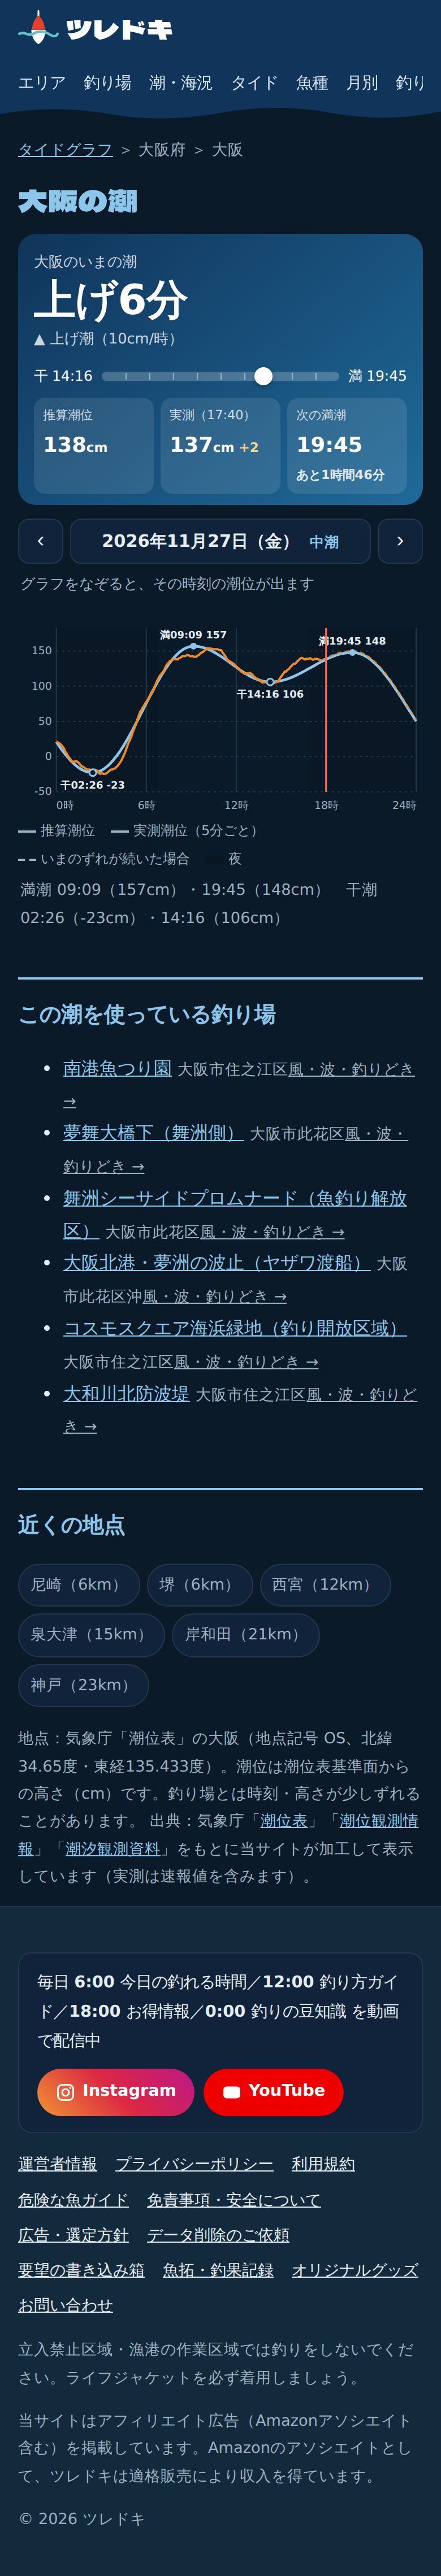 ツレドキ
エリア 釣り場 潮・海況 タイド 魚種 月別 釣り
タイドグラフ > 大阪府 > 大阪
大阪の潮
大阪のいまの潮
上げ6分
▲ 上げ潮（10cm/時）
干 14:16 満 19:45
推算潮位 実測（17:40） 次の満潮
138cm 137cm +2 19:45
あと1時間46分
‹ 2026年11月27日（金） 中潮 ›
グラフをなぞると、その時刻の潮位が出ます
満09:09 157 満19:45 148
150
100
干14:16 106
50
0
干02:26 -23
-50
0時 6時 12時 18時 24時
推算潮位 実測潮位（5分ごと）
いまのずれが続いた場合 夜
満潮 09:09（157cm）・19:45（148cm） 干潮
02:26（-23cm）・14:16（106cm）
この潮を使っている釣り場
• 南港魚つり園 大阪市住之江区風・波・釣りどき
→
• 夢舞大橋下（舞洲側） 大阪市此花区風・波・
釣りどき →
• 舞洲シーサイドプロムナード（魚釣り解放
区） 大阪市此花区風・波・釣りどき →
• 大阪北港・夢洲の波止（ヤザワ渡船） 大阪
市此花区沖風・波・釣りどき →
• コスモスクエア海浜緑地（釣り開放区域）
大阪市住之江区風・波・釣りどき →
• 大和川北防波堤 大阪市住之江区風・波・釣りど
き →
近くの地点
尼崎（6km） 堺（6km） 西宮（12km）
泉大津（15km） 岸和田（21km）
神戸（23km）
地点：気象庁「潮位表」の大阪（地点記号 OS、北緯
34.65度・東経135.433度）。潮位は潮位表基準面から
の高さ（cm）です。釣り場とは時刻・高さが少しずれる
ことがあります。 出典：気象庁「潮位表」「潮位観測情
報」「潮汐観測資料」をもとに当サイトが加工して表示
しています（実測は速報値を含みます）。
毎日 6:00 今日の釣れる時間／12:00 釣り方ガイ
ド／18:00 お得情報／0:00 釣りの豆知識 を動画
で配信中
Instagram YouTube
運営者情報 プライバシーポリシー 利用規約
危険な魚ガイド 免責事項・安全について
広告・選定方針 データ削除のご依頼
要望の書き込み箱 魚拓・釣果記録 オリジナルグッズ
お問い合わせ
立入禁止区域・漁港の作業区域では釣りをしないでくだ
さい。ライフジャケットを必ず着用しましょう。
当サイトはアフィリエイト広告（Amazonアソシエイト
含む）を掲載しています。Amazonのアソシエイトとし
て、ツレドキは適格販売により収入を得ています。
© 2026 ツレドキ